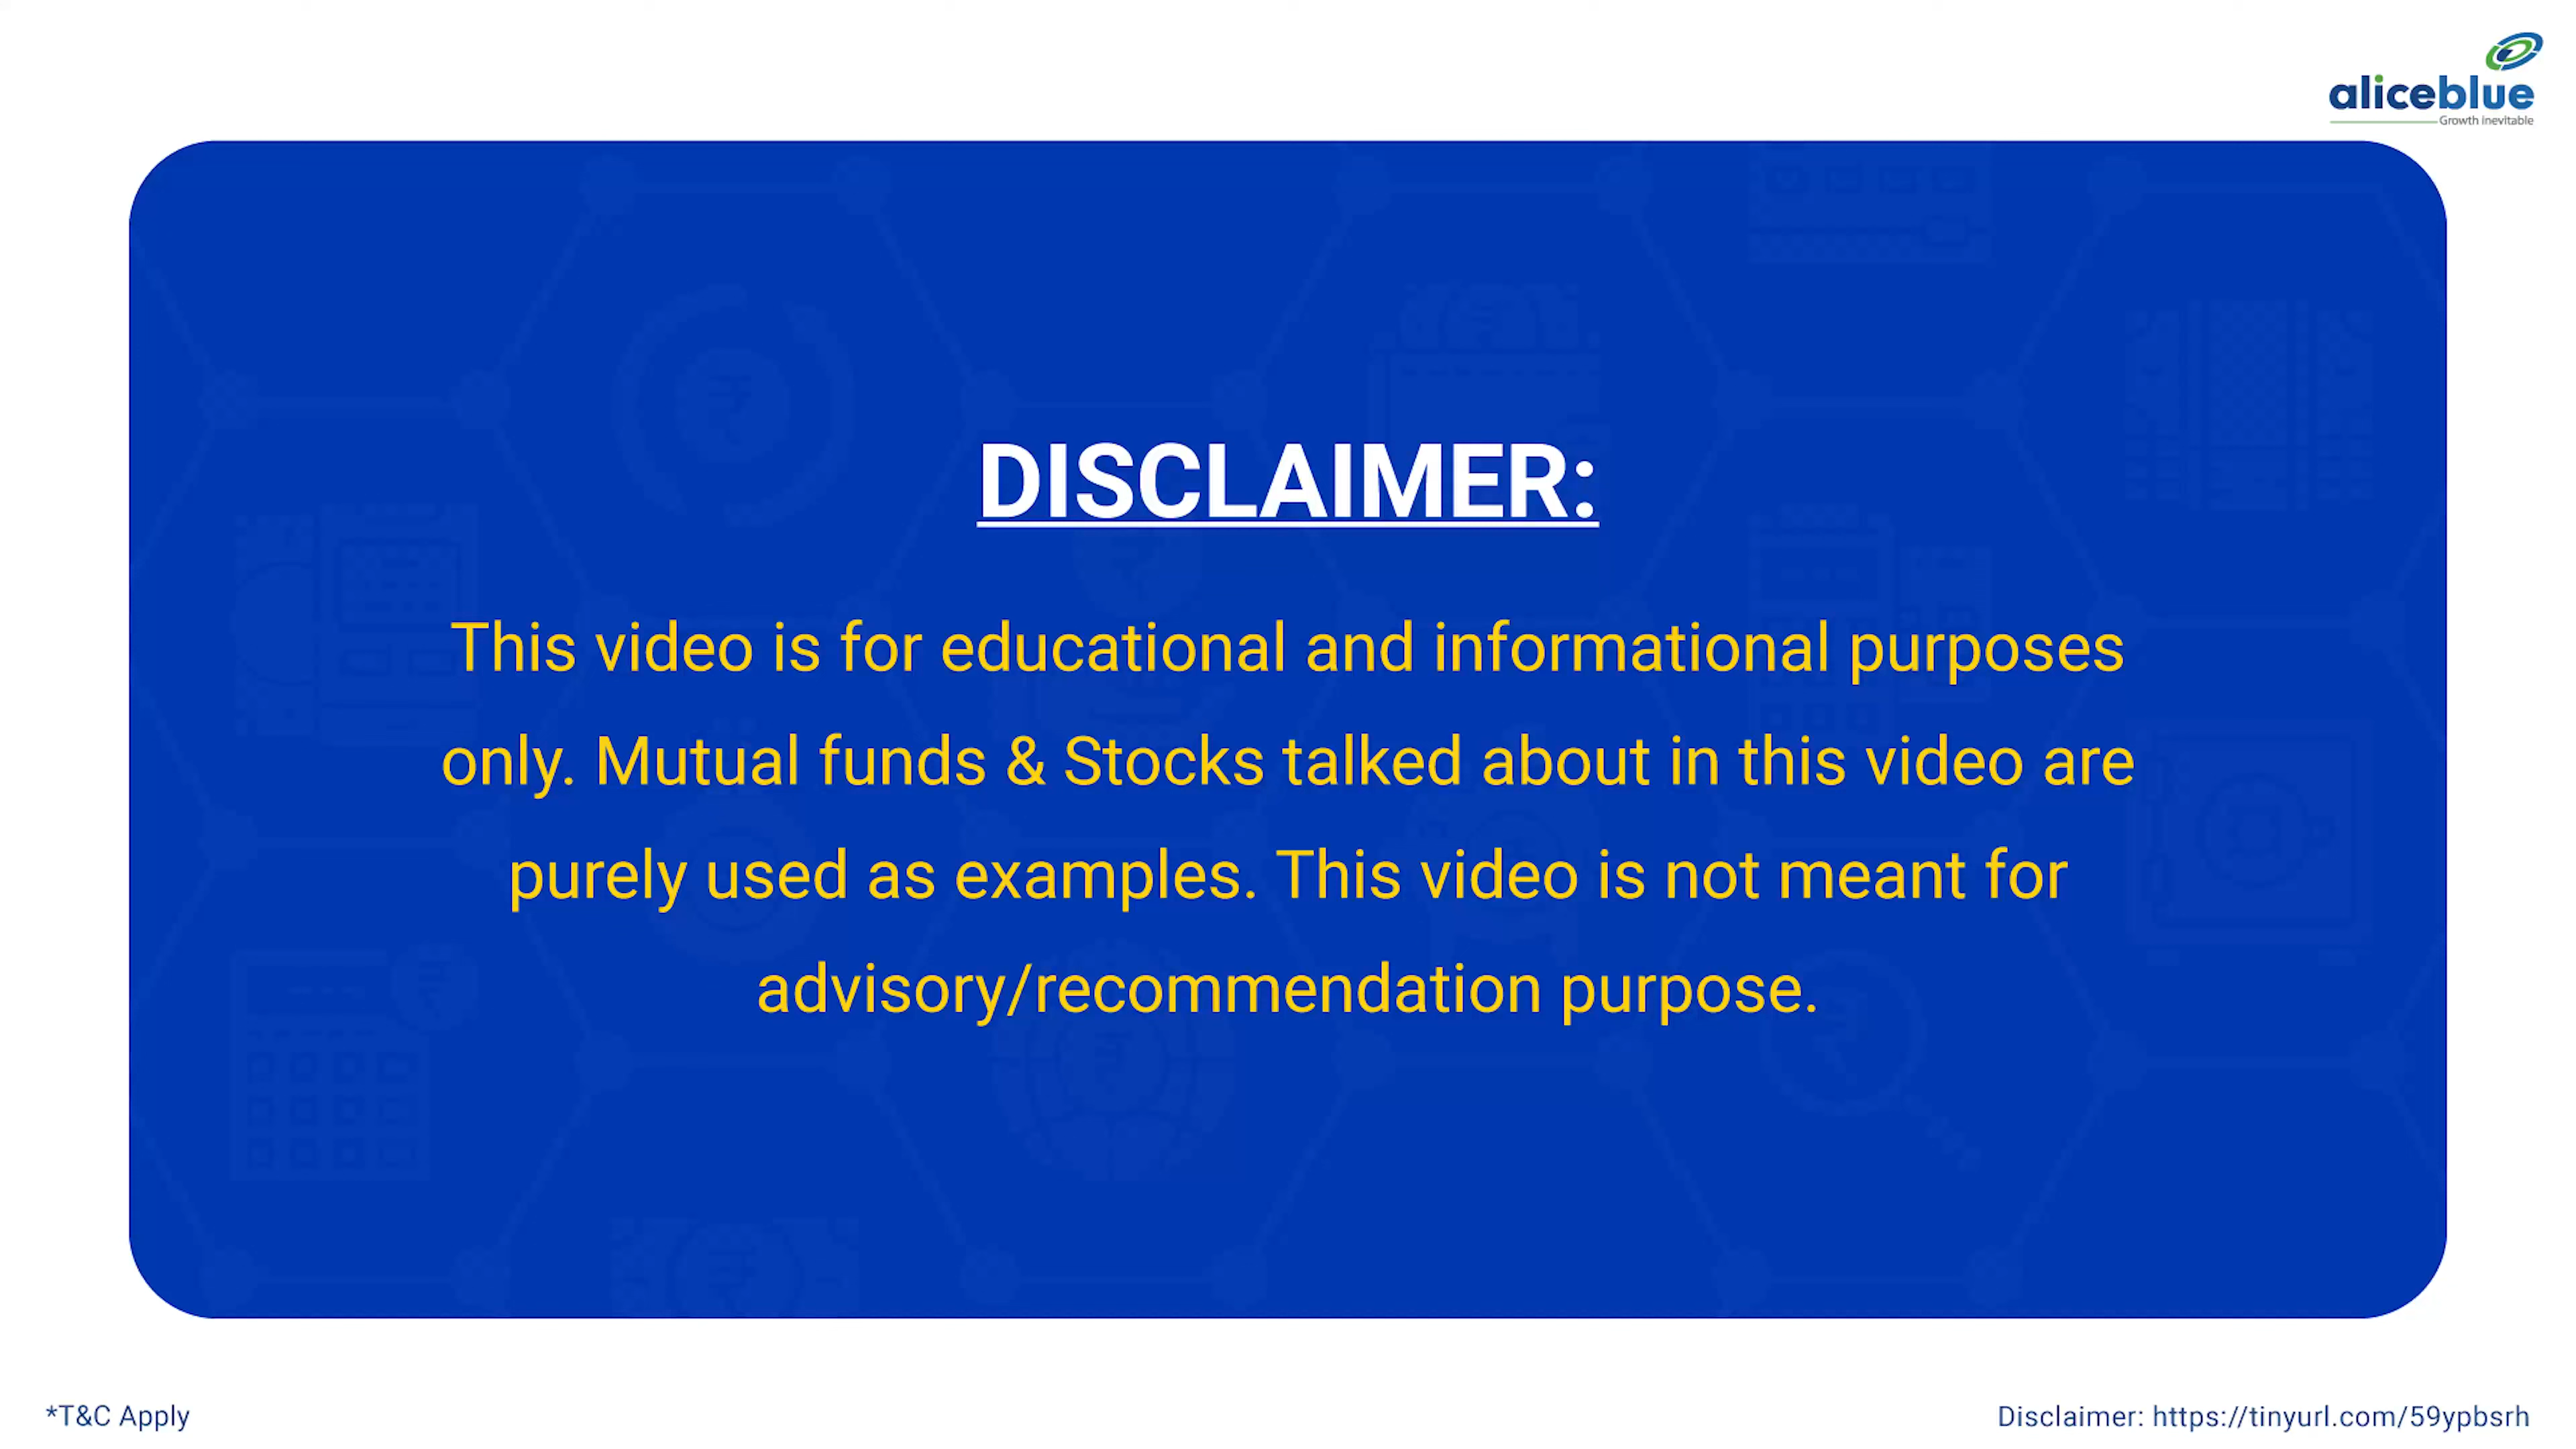 aliceblue
Growth inevitable
DISCLAIMER:
This video is for educational and informational purposes
only. Mutual funds & Stocks talked about in this video are
purely used as examples. This video is not meant for
advisory/recommendation purpose.
*T&C Apply
Disclaimer: https://tinyurl.com/59ypbsrh